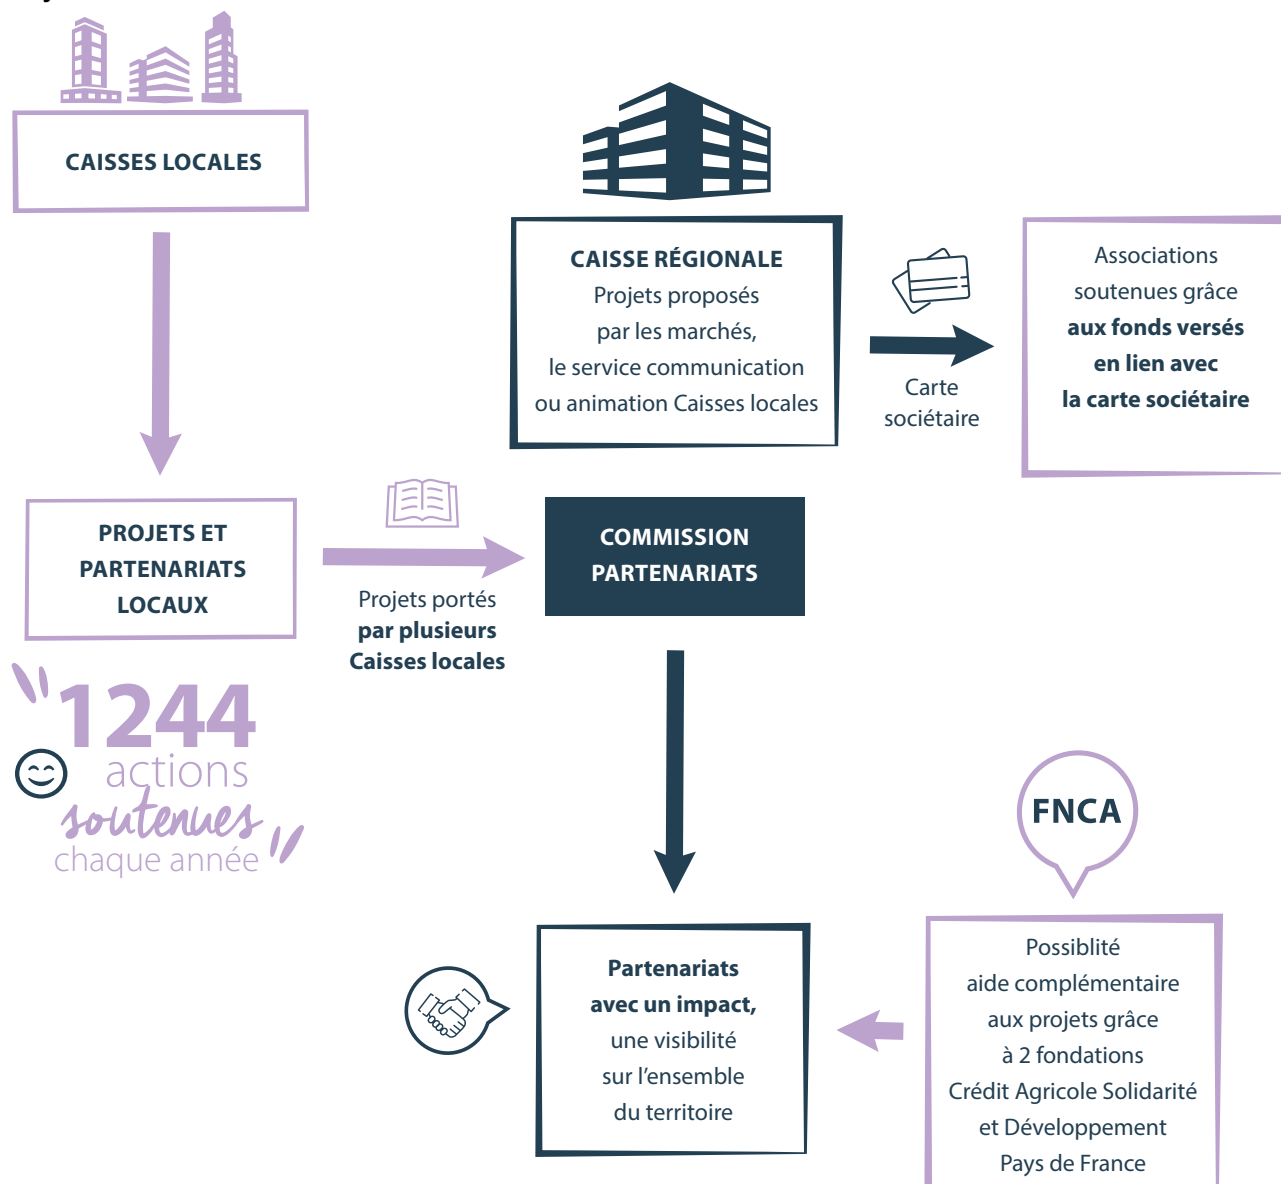 CAISSES LOCALES
CAISSE RÉGIONALE
Projets proposés
par les marchés,
le service communication
ou animation Caisses locales
Carte
sociétaire
Associations
soutenues grâce
aux fonds versés
en lien avec
la carte sociétaire
PROJETS ET
PARTENARIATS
LOCAUX
Projets portés
par plusieurs
Caisses locales
COMMISSION
PARTENARIATS
1244
actions
soutenues
chaque année
FNCA
Partenariats
avec un impact,
une visibilité
sur l'ensemble
du territoire
Possiblité
aide complémentaire
aux projets grâce
à 2 fondations
Crédit Agricole Solidarité
et Développement
Pays de France